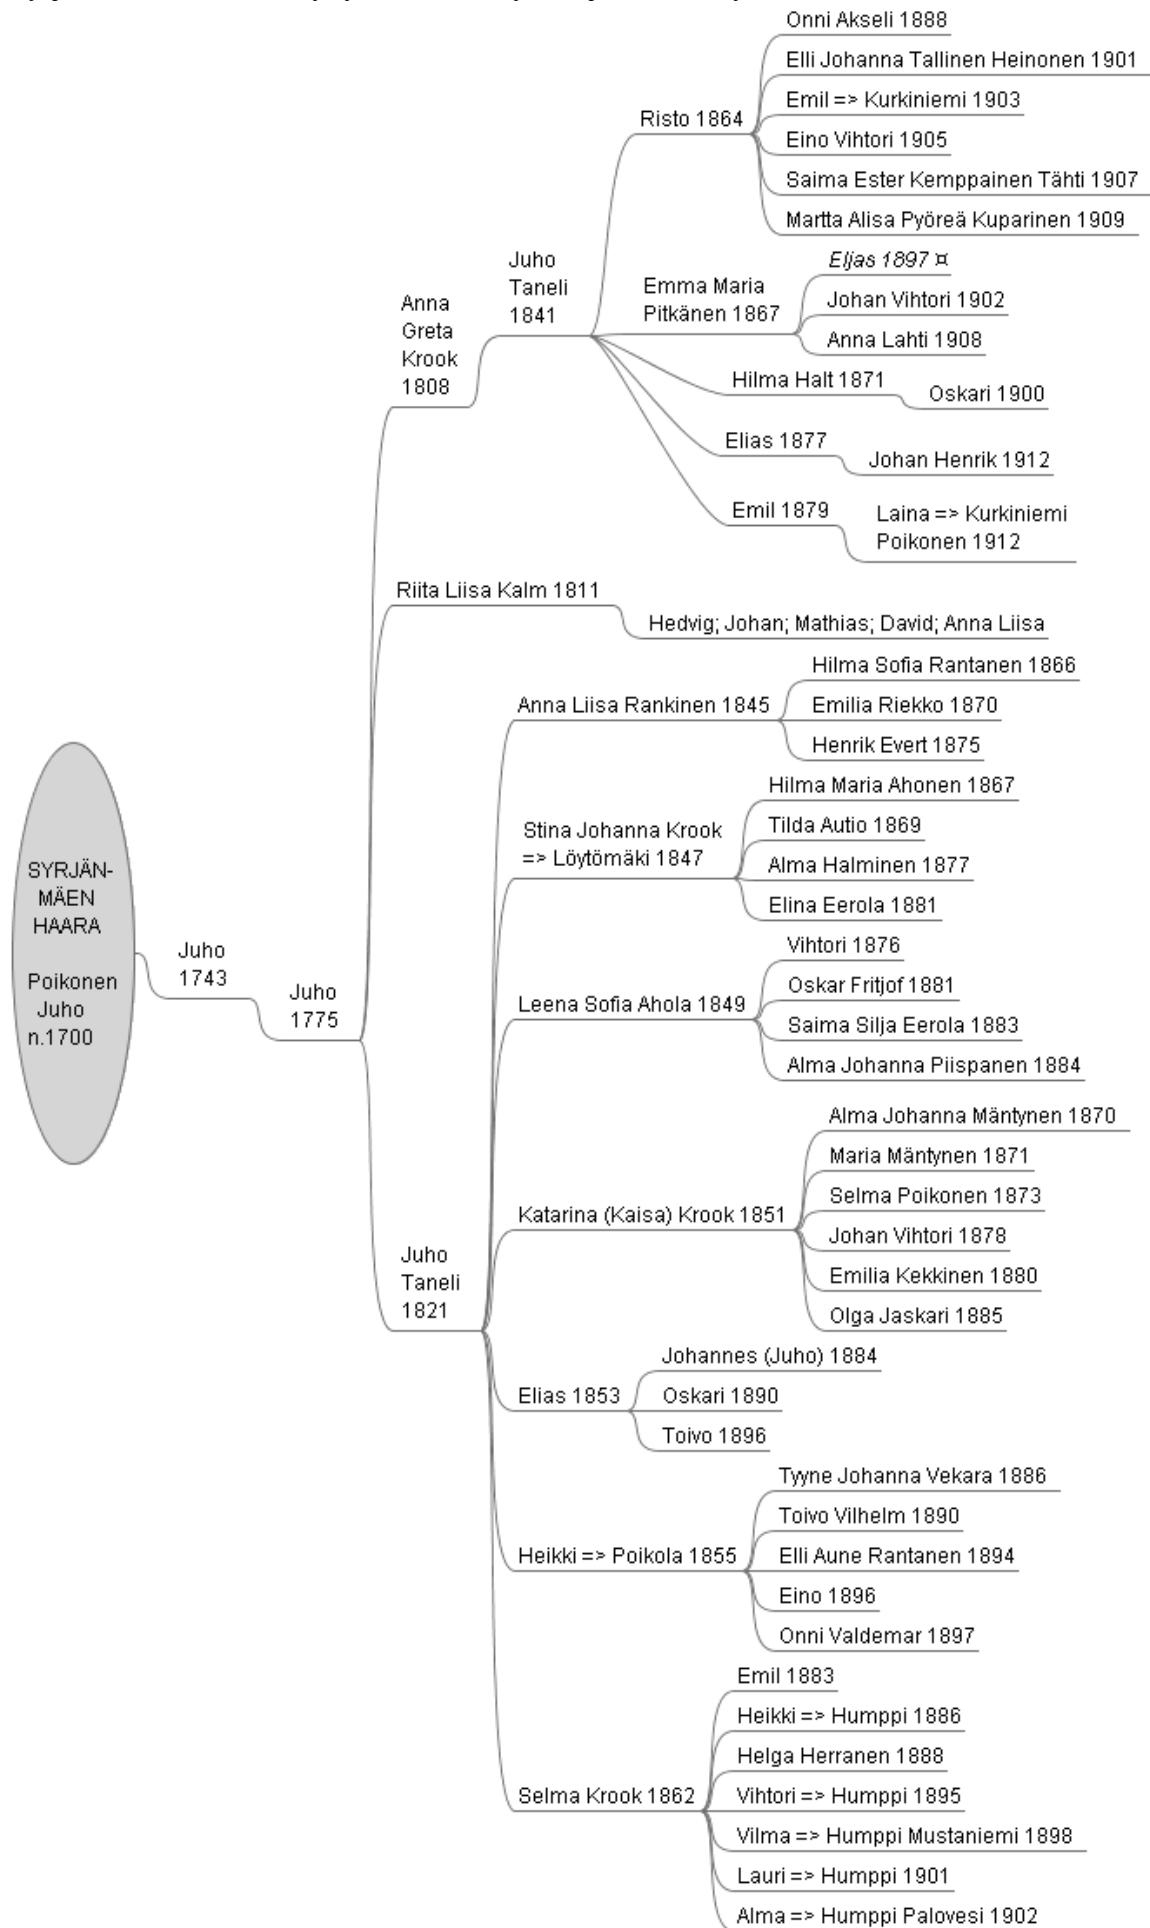 Onni Akseli 1888
Elli Johanna Tallinen Heinonen 1901
Emil => Kurkiniemi 1903
Risto 1864
Eino Vihtori 1905
Saima Ester Kemppainen Tähti 1907
Martta Alisa Pyöreä Kuparinen 1909
Juho
Taneli
1841
Eljas 1897 ¤
Emma Maria
Pitkänen 1867
Johan Vihtori 1902
Anna Lahti 1908
Anna
Greta
Krook
1808
Hilma Halt 1871
Oskari 1900
Elias 1877
Johan Henrik 1912
Emil 1879
Laina => Kurkiniemi
Poikonen 1912
Riita Liisa Kalm 1811
Hedvig; Johan; Mathias; David; Anna Liisa
Hilma Sofia Rantanen 1866
Anna Liisa Rankinen 1845
Emilia Riekko 1870
Henrik Evert 1875
Hilma Maria Ahonen 1867
Stina Johanna Krook
=> Löytömäki 1847
Tilda Autio 1869
Alma Halminen 1877
Elina Eerola 1881
SYRJÄN-
MÄEN
HAARA
Poikonen
Juho
n.1700
Juho
1743
Juho
1775
Vihtori 1876
Oskar Fritjof 1881
Leena Sofia Ahola 1849
Saima Silja Eerola 1883
Alma Johanna Piispanen 1884
Alma Johanna Mäntynen 1870
Maria Mäntynen 1871
Selma Poikonen 1873
Katarina (Kaisa) Krook 1851
Johan Vihtori 1878
Emilia Kekkinen 1880
Olga Jaskari 1885
Juho
Taneli
1821
Johannes (Juho) 1884
Elias 1853
Oskari 1890
Toivo 1896
Tyyne Johanna Vekara 1886
Toivo Vilhelm 1890
Heikki => Poikola 1855
Elli Aune Rantanen 1894
Eino 1896
Onni Valdemar 1897
Emil 1883
Heikki => Humppi 1886
Helga Herranen 1888
Selma Krook 1862
Vihtori => Humppi 1895
Vilma => Humppi Mustaniemi 1898
Lauri => Humppi 1901
Alma => Humppi Palovesi 1902